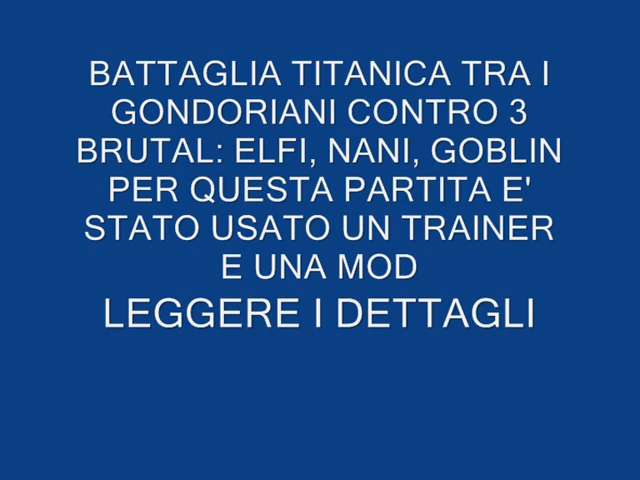 BATTAGLIA TITANICA TRA I
GONDORIANI CONTRO 3
BRUTAL: ELFI, NANI, GOBLIN
PER QUESTA PARTITA E'
STATO USATO UN TRAINER
E UNA MOD
LEGGERE I DETTAGLI